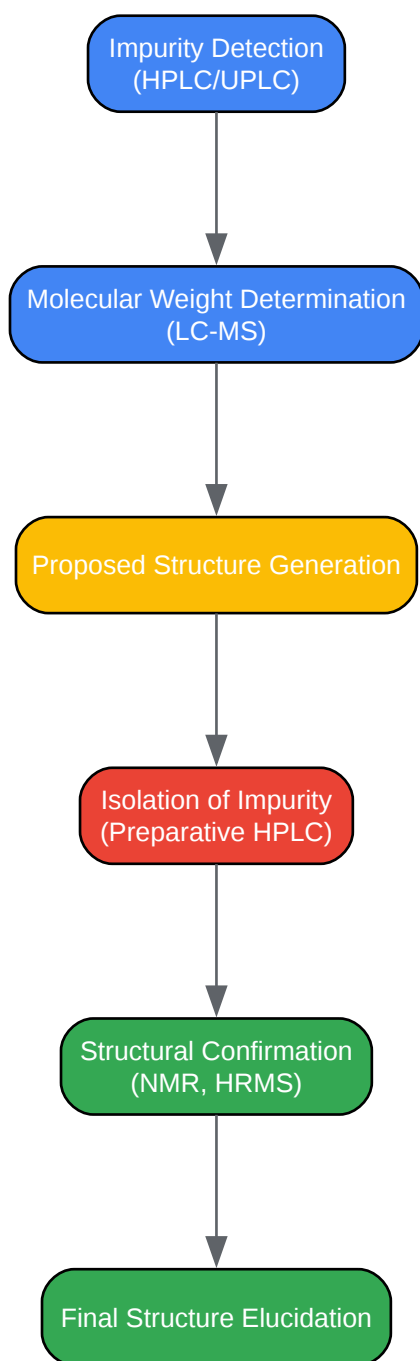 Impurity Detection
(HPLC/UPLC)
Molecular Weight Determination
(LC-MS)
Proposed Structure Generation
Isolation of Impurity
(Preparative HPLC)
Structural Confirmation
(NMR, HRMS)
Final Structure Elucidation